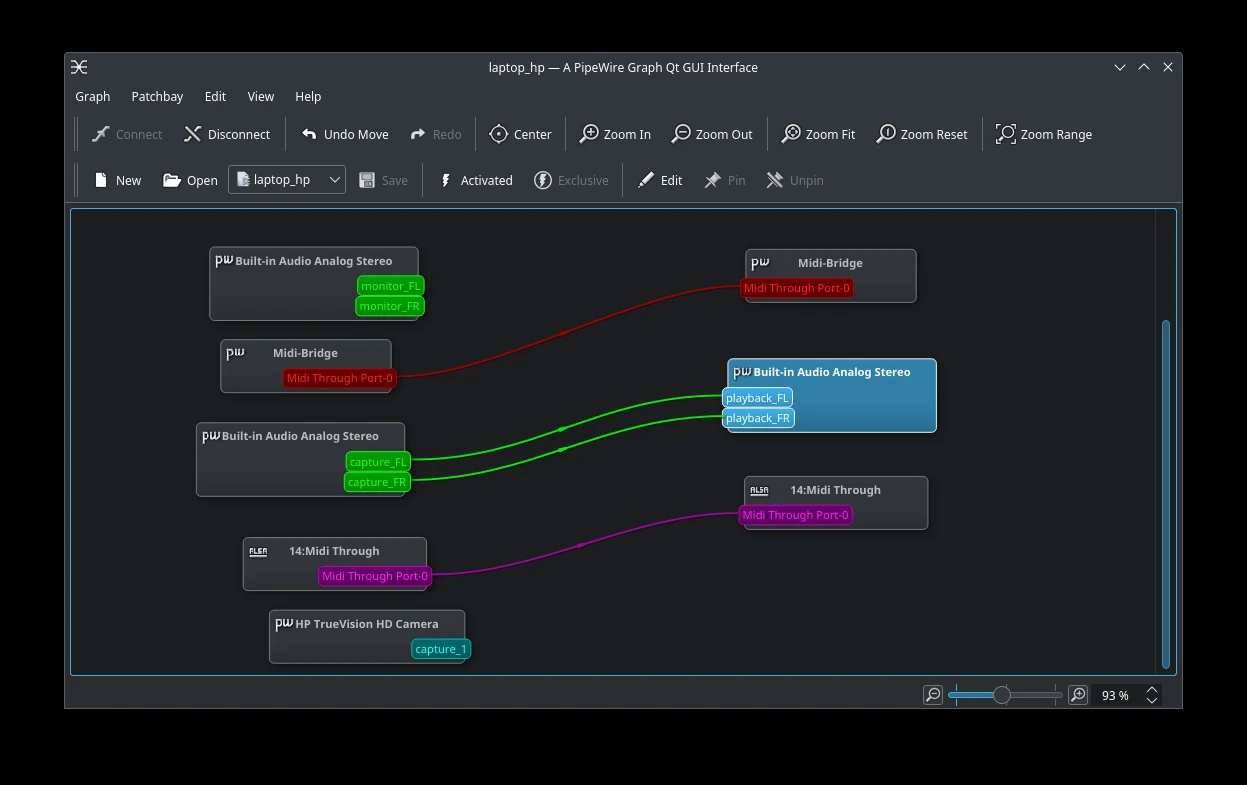 laptop_hp — A PipeWire Graph Qt GUI Interface
Graph Patchbay Edit View Help
Connect Disconnect Undo Move Redo Center Zoom In Zoom Out Zoom Fit Zoom Reset Zoom Range
New Open laptop_hp Save Activated Exclusive Edit Pin Unpin
pw Built-in Audio Analog Stereo
monitor_FL
monitor_FR
pw Midi-Bridge
Midi Through Port-0
pw Built-in Audio Analog Stereo
capture_FL
capture_FR
ALSA 14:Midi Through
Midi Through Port-0
pw HP TrueVision HD Camera
capture_1
pw Midi-Bridge
Midi Through Port-0
pw Built-in Audio Analog Stereo
playback_FL
playback_FR
ALSA 14:Midi Through
Midi Through Port-0
93 %